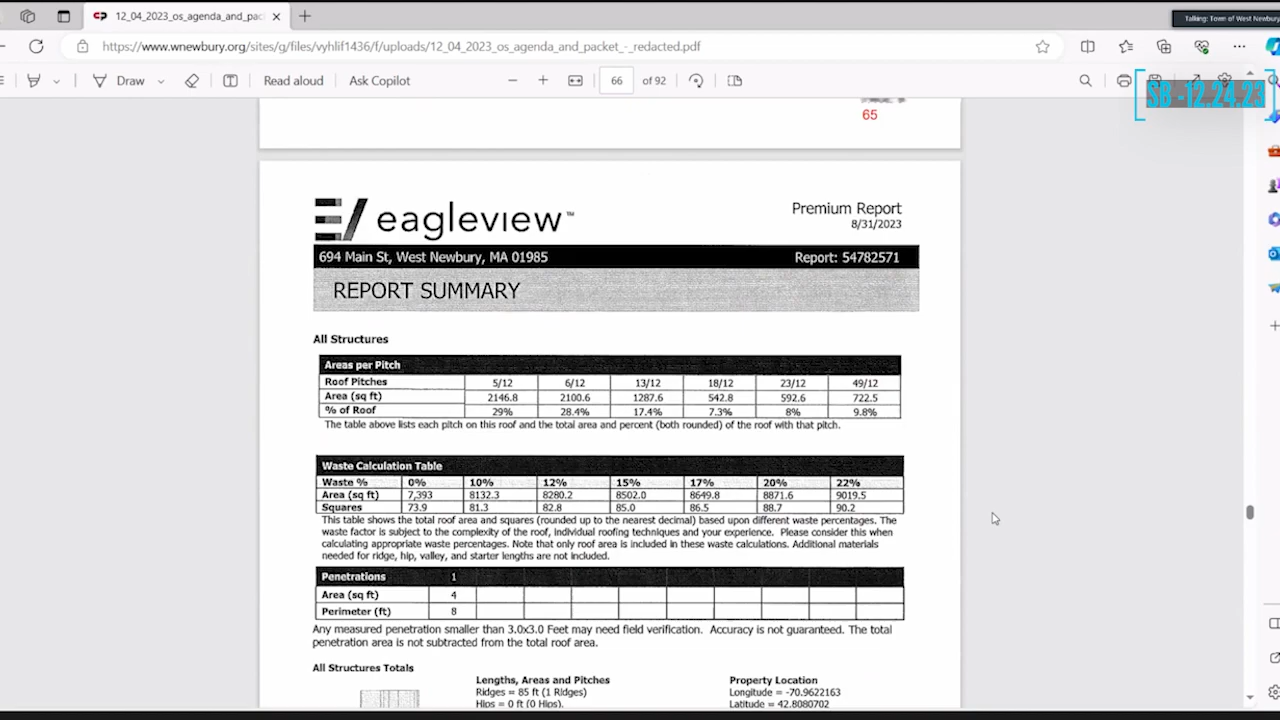 12_04_2023_os_agenda_and_pac
Talking: Town of West Newbury
https://www.wnewbury.org/sites/g/files/vyhlif1436/f/uploads/12_04_2023_os_agenda_and_packet_-_redacted.pdf
Draw
Read aloud
Ask Copilot
66 of 92
SB -12.24.23
65
eagleview™
Premium Report
8/31/2023
694 Main St, West Newbury, MA 01985 Report: 54782571
REPORT SUMMARY
All Structures
Areas per Pitch
Roof Pitches 5/12 6/12 13/12 18/12 23/12 49/12
Area (sq ft) 2146.8 2100.6 1287.6 542.8 592.6 722.5
% of Roof 29% 28.4% 17.4% 7.3% 8% 9.8%
The table above lists each pitch on this roof and the total area and percent (both rounded) of the roof with that pitch.
Waste Calculation Table
Waste % 0% 10% 12% 15% 17% 20% 22%
Area (sq ft) 7,393 8132.3 8280.2 8502.0 8649.8 8871.6 9019.5
Squares 73.9 81.3 82.8 85.0 86.5 88.7 90.2
This table shows the total roof area and squares (rounded up to the nearest decimal) based upon different waste percentages. The
waste factor is subject to the complexity of the roof, individual roofing techniques and your experience. Please consider this when
calculating appropriate waste percentages. Note that only roof area is included in these waste calculations. Additional materials
needed for ridge, hip, valley, and starter lengths are not included.
Penetrations 1
Area (sq ft) 4
Perimeter (ft) 8
Any measured penetration smaller than 3.0x3.0 Feet may need field verification. Accuracy is not guaranteed. The total
penetration area is not subtracted from the total roof area.
All Structures Totals
Lengths, Areas and Pitches
Ridges = 85 ft (1 Ridges)
Hips = 0 ft (0 Hips).
Property Location
Longitude = -70.9622163
Latitude = 42.8080702